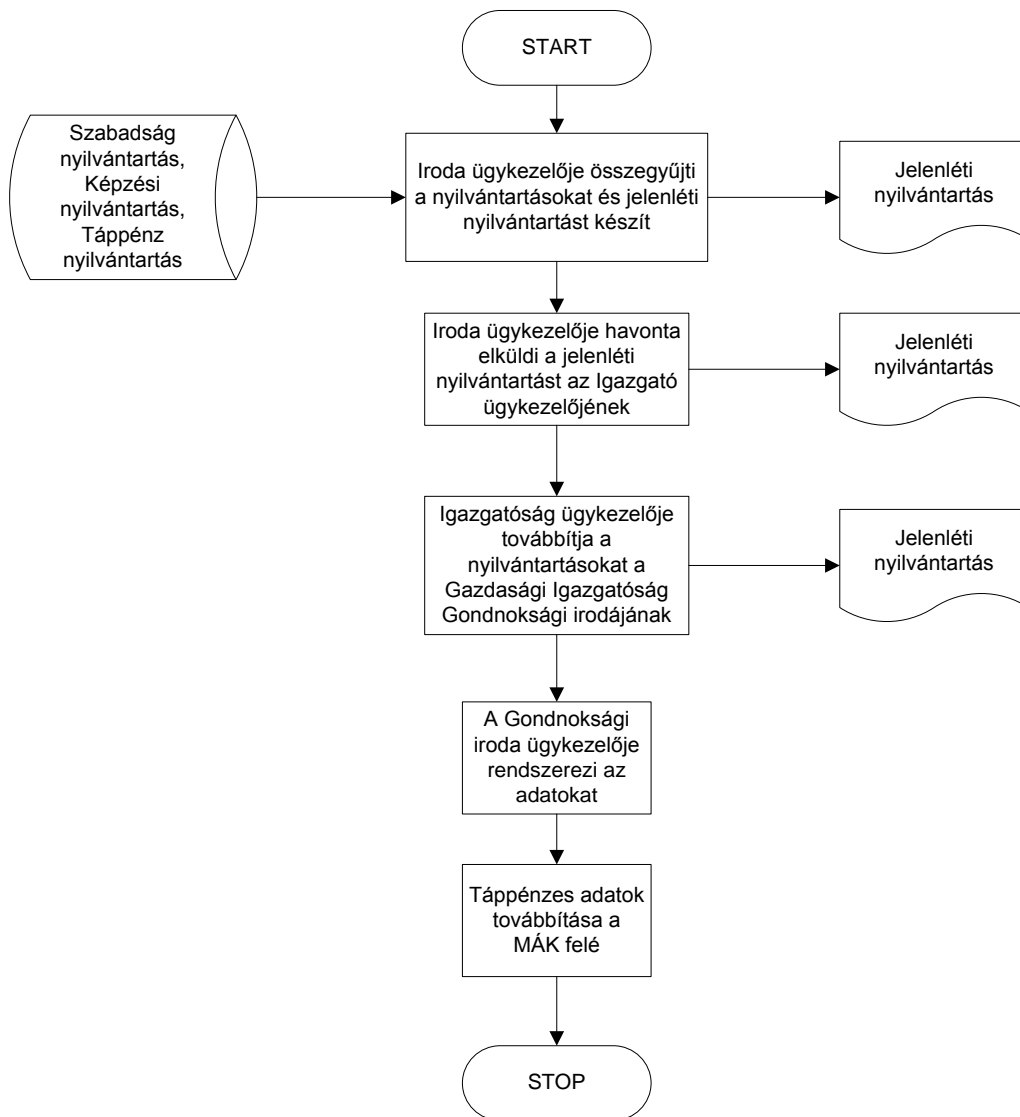 START
Szabadság
nyilvántartás,
Képzési
nyilvántartás,
Táppénz
nyilvántartás
Iroda ügykezelője összegyűjti
a nyilvántartásokat és jelenléti
nyilvántartást készít
Jelenléti
nyilvántartás
Iroda ügykezelője havonta
elküldi a jelenléti
nyilvántartást az Igazgató
ügykezelőjének
Jelenléti
nyilvántartás
Igazgatóság ügykezelője
továbbítja a
nyilvántartásokat a
Gazdasági Igazgatóság
Gondnoksági irodájának
Jelenléti
nyilvántartás
A Gondnoksági
iroda ügykezelője
rendszerezi az
adatokat
Táppénzes adatok
továbbítása a
MÁK felé
STOP